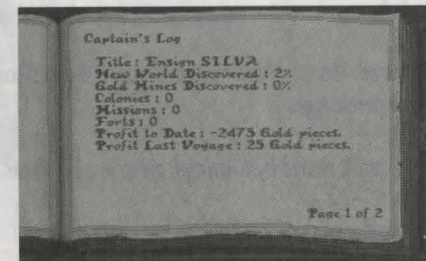 Captain's Log
Title : Ensign SILVA
New World Discovered : 2%
Gold Mines Discovered : 0%
Colonies : 0
Missions : 0
Forts : 0
Profit to Date : -2473 Gold pieces.
Profit Last Voyage : 25 Gold pieces.
Page 1 of 2